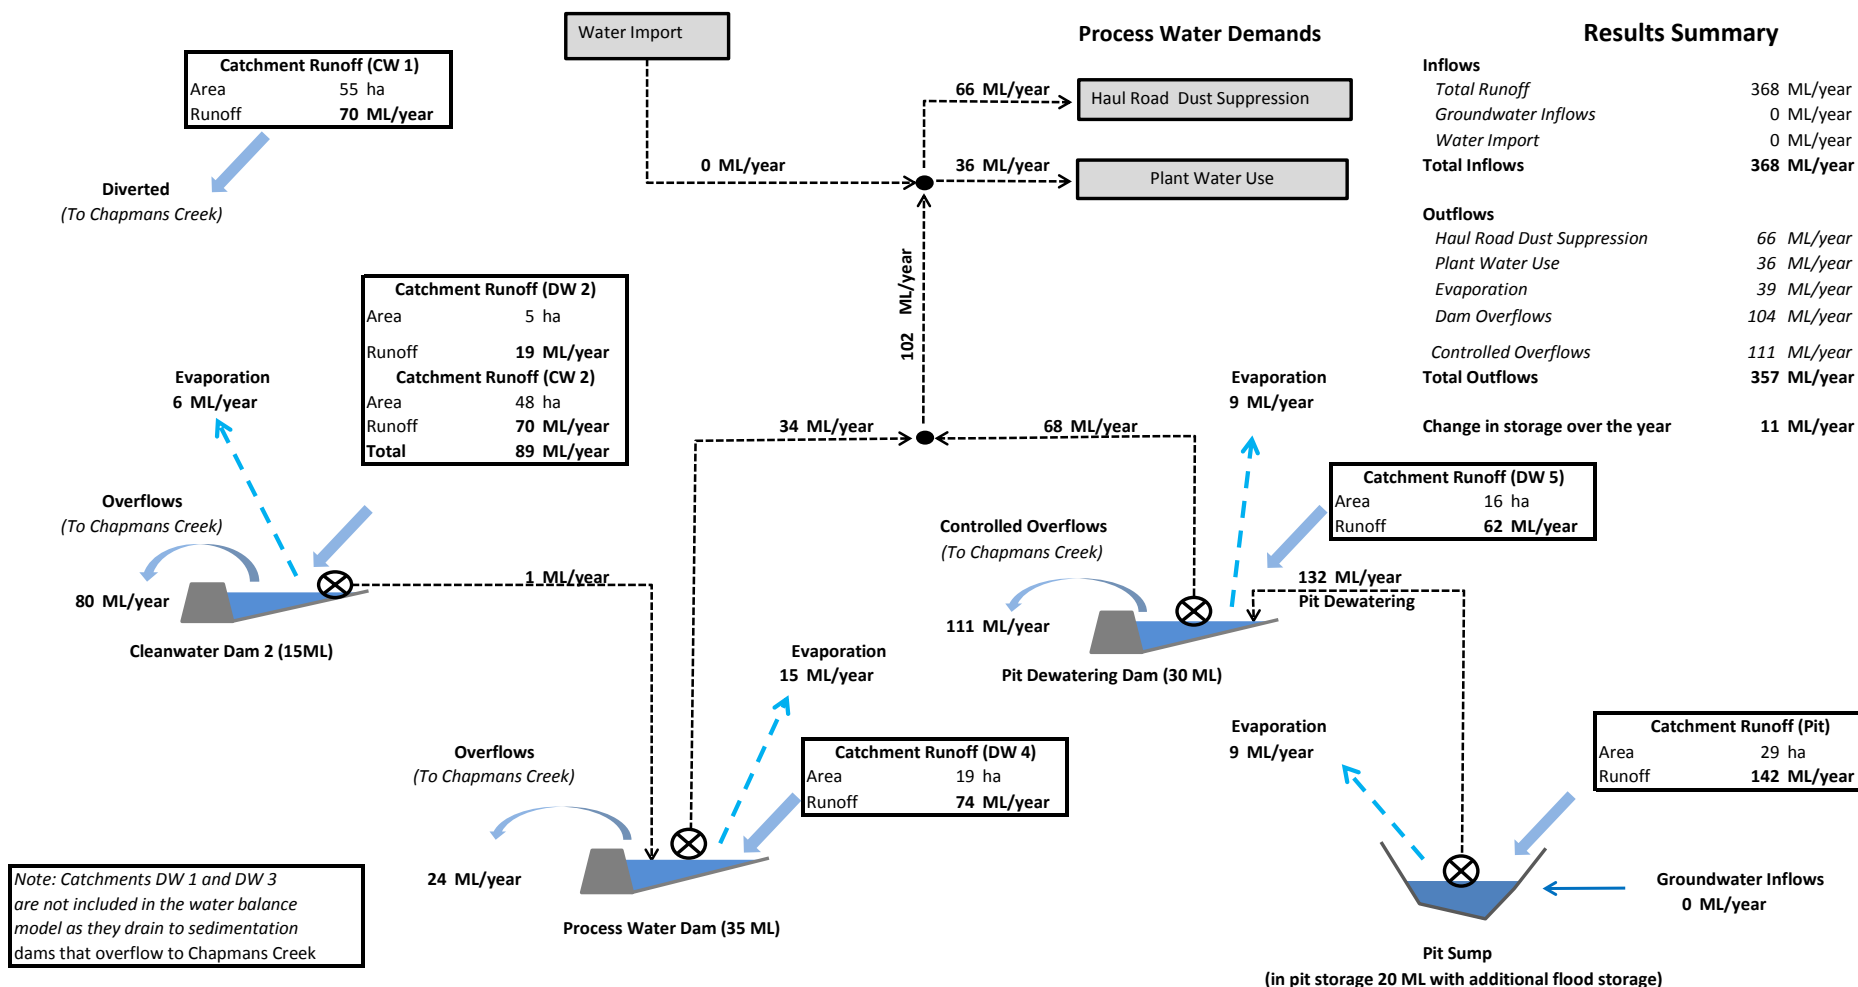 Water Import
Process Water Demands
Results Summary
Catchment Runoff (CW 1)
Area 55 ha
Runoff 70 ML/year
Diverted
(To Chapmans Creek)
66 ML/year
Haul Road Dust Suppression
0 ML/year
36 ML/year
Plant Water Use
102 ML/year
Inflows
Total Runoff 368 ML/year
Groundwater Inflows 0 ML/year
Water Import 0 ML/year
Total Inflows 368 ML/year
Outflows
Haul Road Dust Suppression 66 ML/year
Plant Water Use 36 ML/year
Evaporation 39 ML/year
Dam Overflows 104 ML/year
Controlled Overflows 111 ML/year
Total Outflows 357 ML/year
Change in storage over the year 11 ML/year
Catchment Runoff (DW 2)
Area 5 ha
Runoff 19 ML/year
Catchment Runoff (CW 2)
Area 48 ha
Runoff 70 ML/year
Total 89 ML/year
Evaporation
6 ML/year
Overflows
(To Chapmans Creek)
80 ML/year
Cleanwater Dam 2 (15ML)
1 ML/year
34 ML/year
68 ML/year
Evaporation
9 ML/year
Catchment Runoff (DW 5)
Area 16 ha
Runoff 62 ML/year
Controlled Overflows
(To Chapmans Creek)
111 ML/year
Pit Dewatering Dam (30 ML)
132 ML/year
Pit Dewatering
Evaporation
15 ML/year
Overflows
(To Chapmans Creek)
24 ML/year
Catchment Runoff (DW 4)
Area 19 ha
Runoff 74 ML/year
Process Water Dam (35 ML)
Evaporation
9 ML/year
Catchment Runoff (Pit)
Area 29 ha
Runoff 142 ML/year
Groundwater Inflows
0 ML/year
Pit Sump
(in pit storage 20 ML with additional flood storage)
Note: Catchments DW 1 and DW 3
are not included in the water balance
model as they drain to sedimentation
dams that overflow to Chapmans Creek